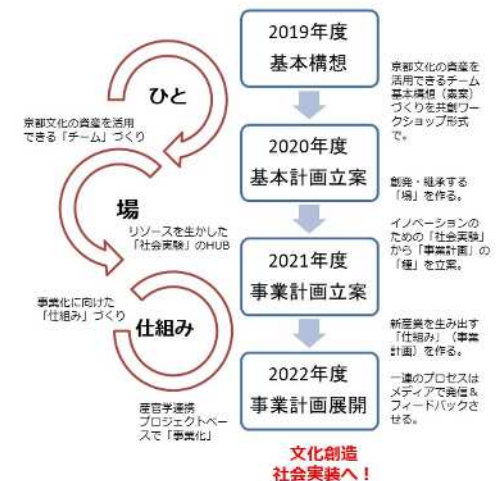 2019年度
基本構想
京都文化の資産を
活用できるチーム
基本構想（素案）
づくりを共創ワー
クショップ形式
で。
ひと
京都文化の資産を活用
できる「チーム」づくり
2020年度
基本計画立案
創発・継承する
「場」を作る。
場
リソースを生かした
「社会実験」のHUB
イノベーションの
ための「社会実験」
から「事業計画」の
「種」を立案。
2021年度
事業計画立案
事業化に向けた
「仕組み」づくり
仕組み
新産業を生み出す
「仕組み」（事業
計画）を作る。
2022年度
事業計画展開
一連のプロセスは
メディアで発信＆
フィードバックさ
せる。
産官学連携
プロジェクトベー
スで「事業化」
文化創造
社会実装へ！